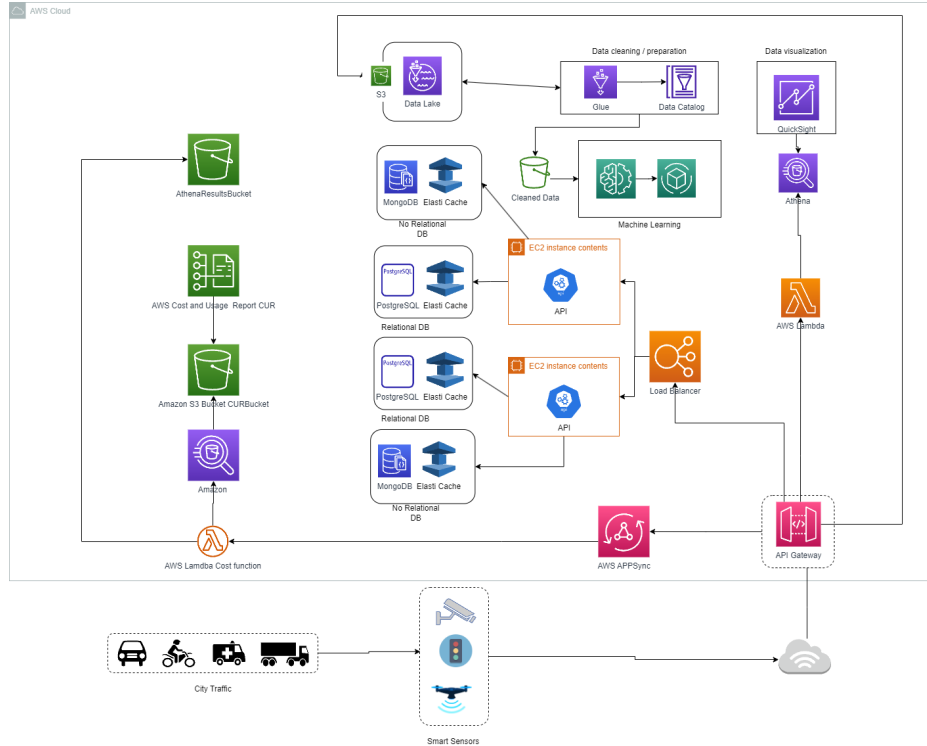 AWS Cloud
Data cleaning / preparation
Data visualization
S3
Data Lake
Glue
Data Catalog
QuickSight
AthenaResultsBucket
MongoDB
Elasti Cache
No Relational
DB
Cleaned Data
Machine Learning
Athena
EC2 instance contents
API
PostgreSQL
PostgreSQL
Elasti Cache
Relational DB
AWS Cost and Usage  Report CUR
AWS Lambda
EC2 instance contents
API
PostgreSQL
PostgreSQL
Elasti Cache
Relational DB
Load Balancer
Amazon S3 Bucket CURBucket
MongoDB
Elasti Cache
No Relational
DB
Amazon
AWS Lamdba Cost function
AWS APPSync
API Gateway
City Traffic
Smart Sensors